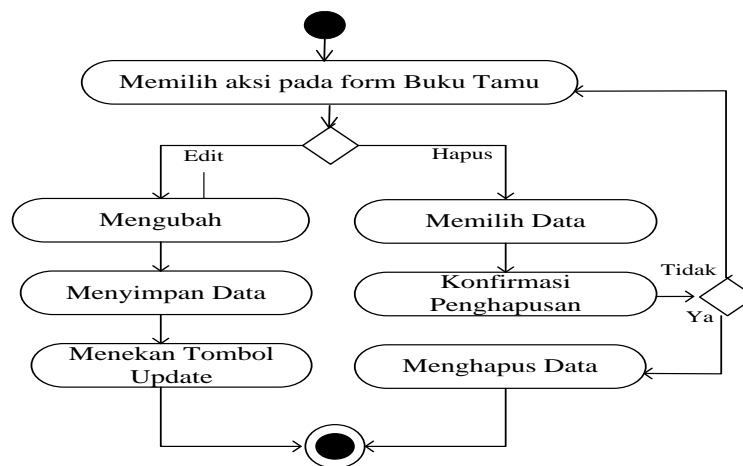 Memilih aksi pada form Buku Tamu
Edit
Hapus
Mengubah
Memilih Data
Menyimpan Data
Konfirmasi
Penghapusan
Tidak
Ya
Menekan Tombol
Update
Menghapus Data